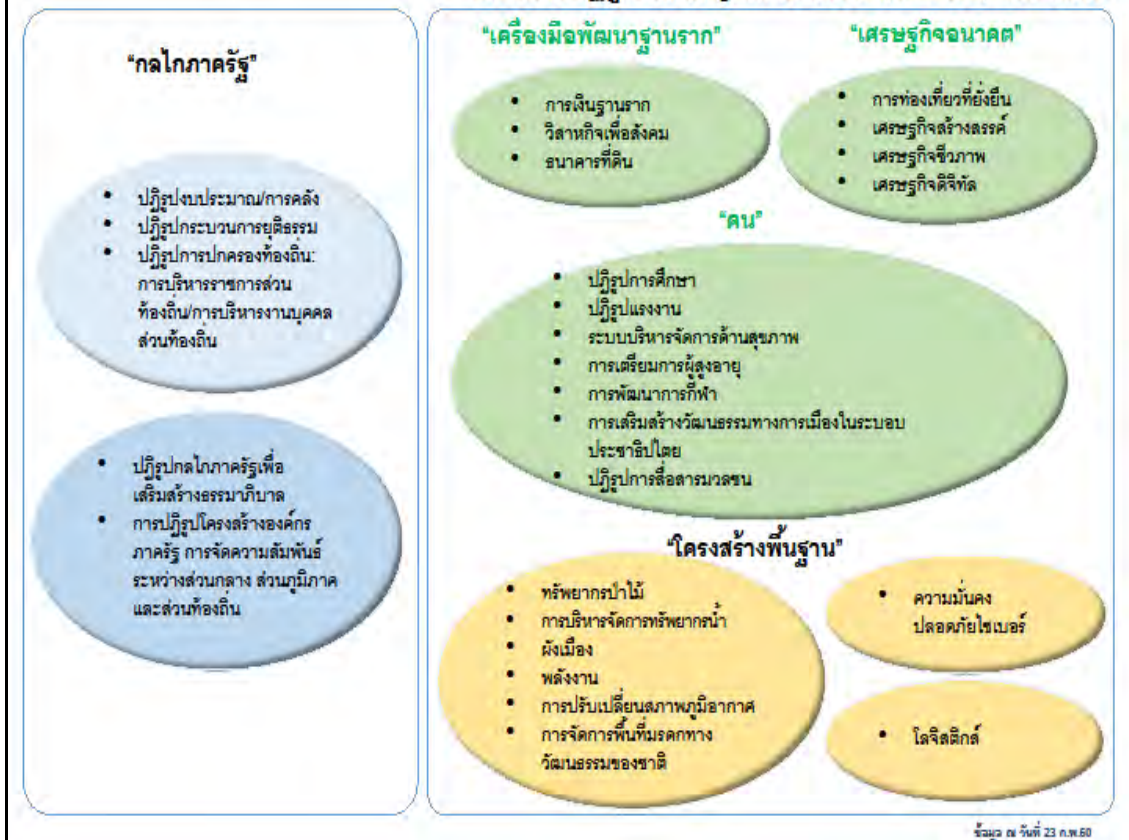 "กลไกภาครัฐ"
• ปฏิรูปงบประมาณ/การคลัง
• ปฏิรูปกระบวนการยุติธรรม
• ปฏิรูปการปกครองท้องถิ่น:
การบริหารราชการส่วน
ท้องถิ่น/การบริหารงานบุคคล
ส่วนท้องถิ่น
• ปฏิรูปกลไกภาครัฐเพื่อ
เสริมสร้างธรรมาภิบาล
• การปฏิรูปโครงสร้างองค์กร
ภาครัฐ การจัดความสัมพันธ์
ระหว่างส่วนกลาง ส่วนภูมิภาค
และส่วนท้องถิ่น
"เครื่องมือพัฒนาฐานราก"
• การเงินฐานราก
• วิสาหกิจเพื่อสังคม
• ธนาคารที่ดิน
"เศรษฐกิจอนาคต"
• การท่องเที่ยวที่ยั่งยืน
• เศรษฐกิจสร้างสรรค์
• เศรษฐกิจชีวภาพ
• เศรษฐกิจดิจิทัล
"คน"
• ปฏิรูปการศึกษา
• ปฏิรูปแรงงาน
• ระบบบริหารจัดการด้านสุขภาพ
• การเตรียมการผู้สูงอายุ
• การพัฒนาการกีฬา
• การเสริมสร้างวัฒนธรรมทางการเมืองในระบอบ
ประชาธิปไตย
• ปฏิรูปการสื่อสารมวลชน
"โครงสร้างพื้นฐาน"
• ทรัพยากรป่าไม้
• การบริหารจัดการทรัพยากรน้ำ
• ผังเมือง
• พลังงาน
• การปรับเปลี่ยนสภาพภูมิอากาศ
• การจัดการพื้นที่มรดกทาง
วัฒนธรรมของชาติ
• ความมั่นคง
ปลอดภัยไซเบอร์
• โลจิสติกส์
ข้อมูล ณ วันที่ 23 ก.พ.60